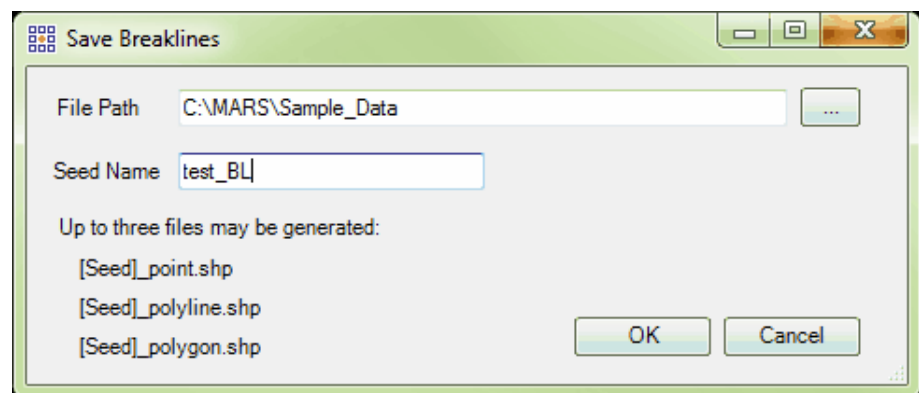 Save Breaklines
File Path C:\MARS\Sample_Data ...
Seed Name test_BL
Up to three files may be generated:
[Seed]_point.shp
[Seed]_polyline.shp
[Seed]_polygon.shp
OK Cancel